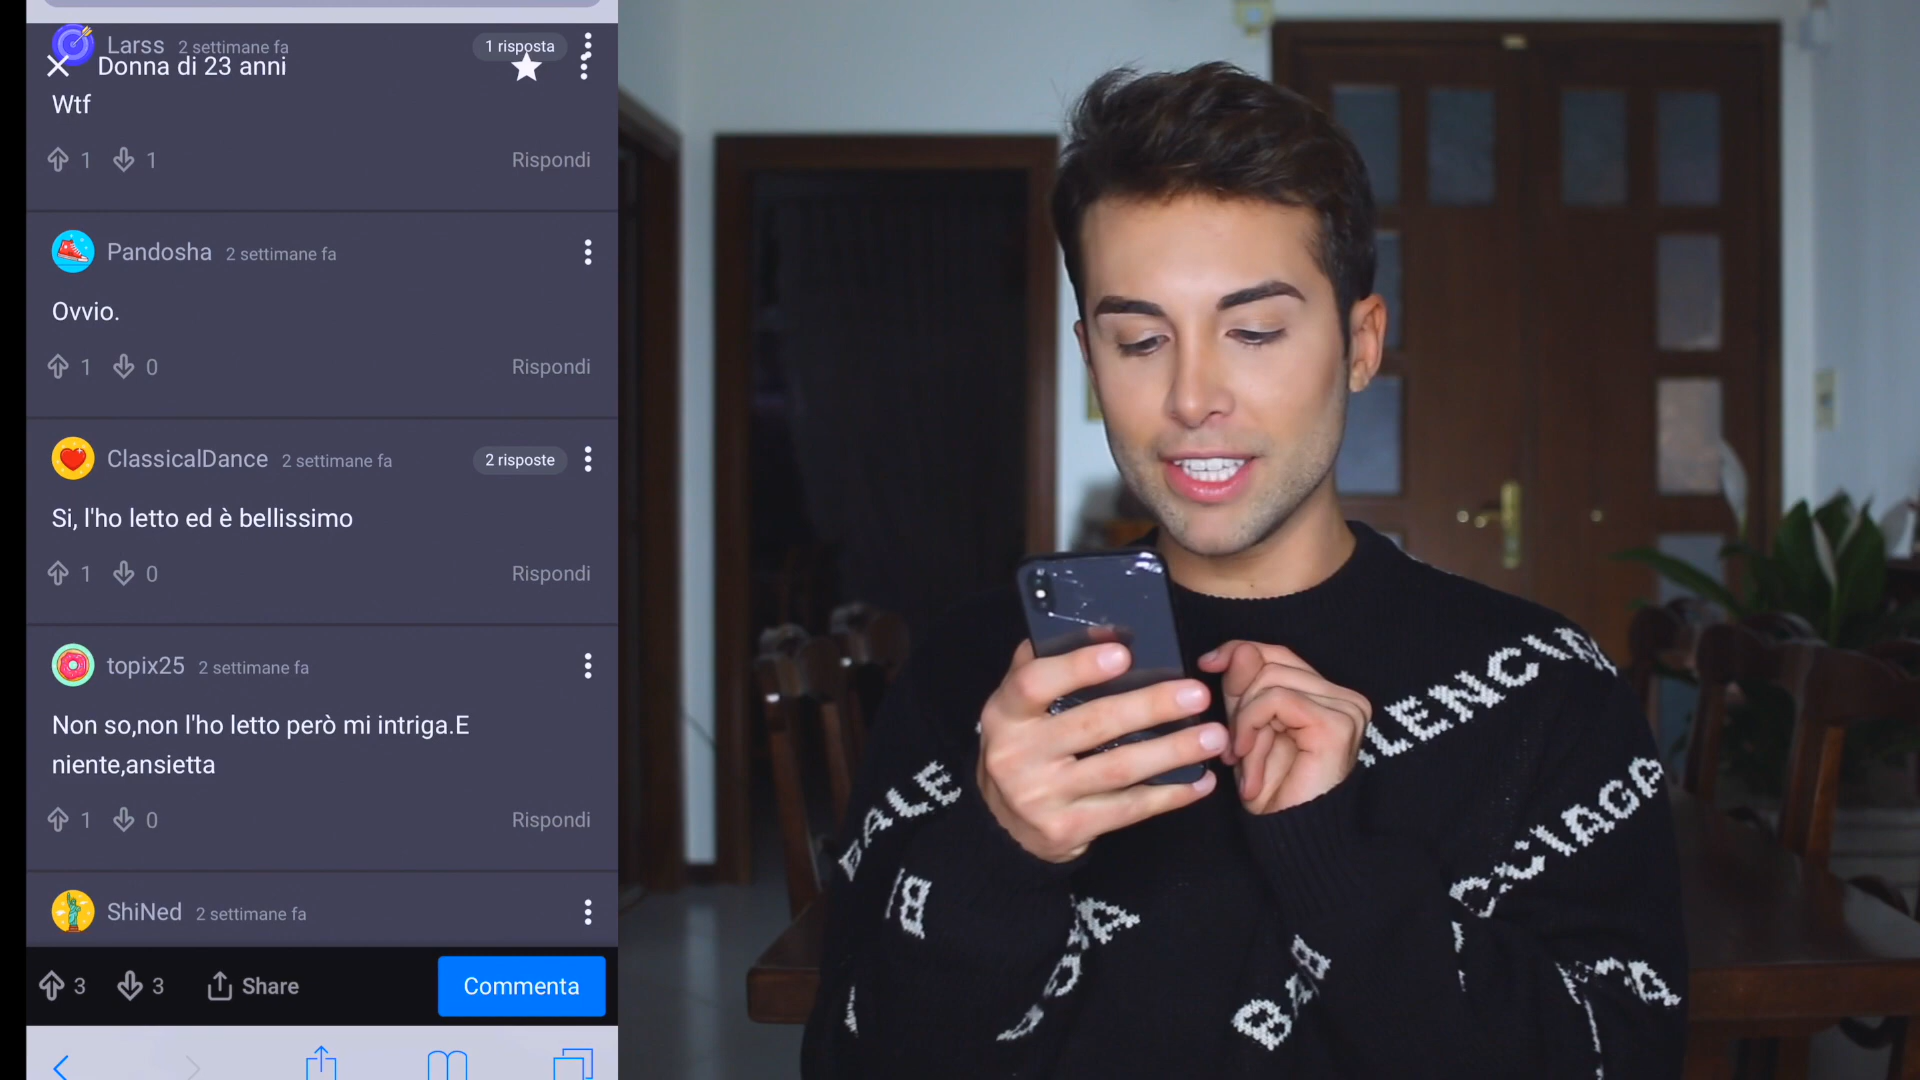 Larss 2 settimane fa 1 risposta
Donna di 23 anni
Wtf
1 1 Rispondi
Pandosha 2 settimane fa
Ovvio.
1 0 Rispondi
ClassicalDance 2 settimane fa 2 risposte
Si, l'ho letto ed è bellissimo
1 0 Rispondi
topix25 2 settimane fa
Non so,non l'ho letto però mi intriga.E
niente,ansietta
1 0 Rispondi
ShiNed 2 settimane fa
3 3 Share Commenta
BALE